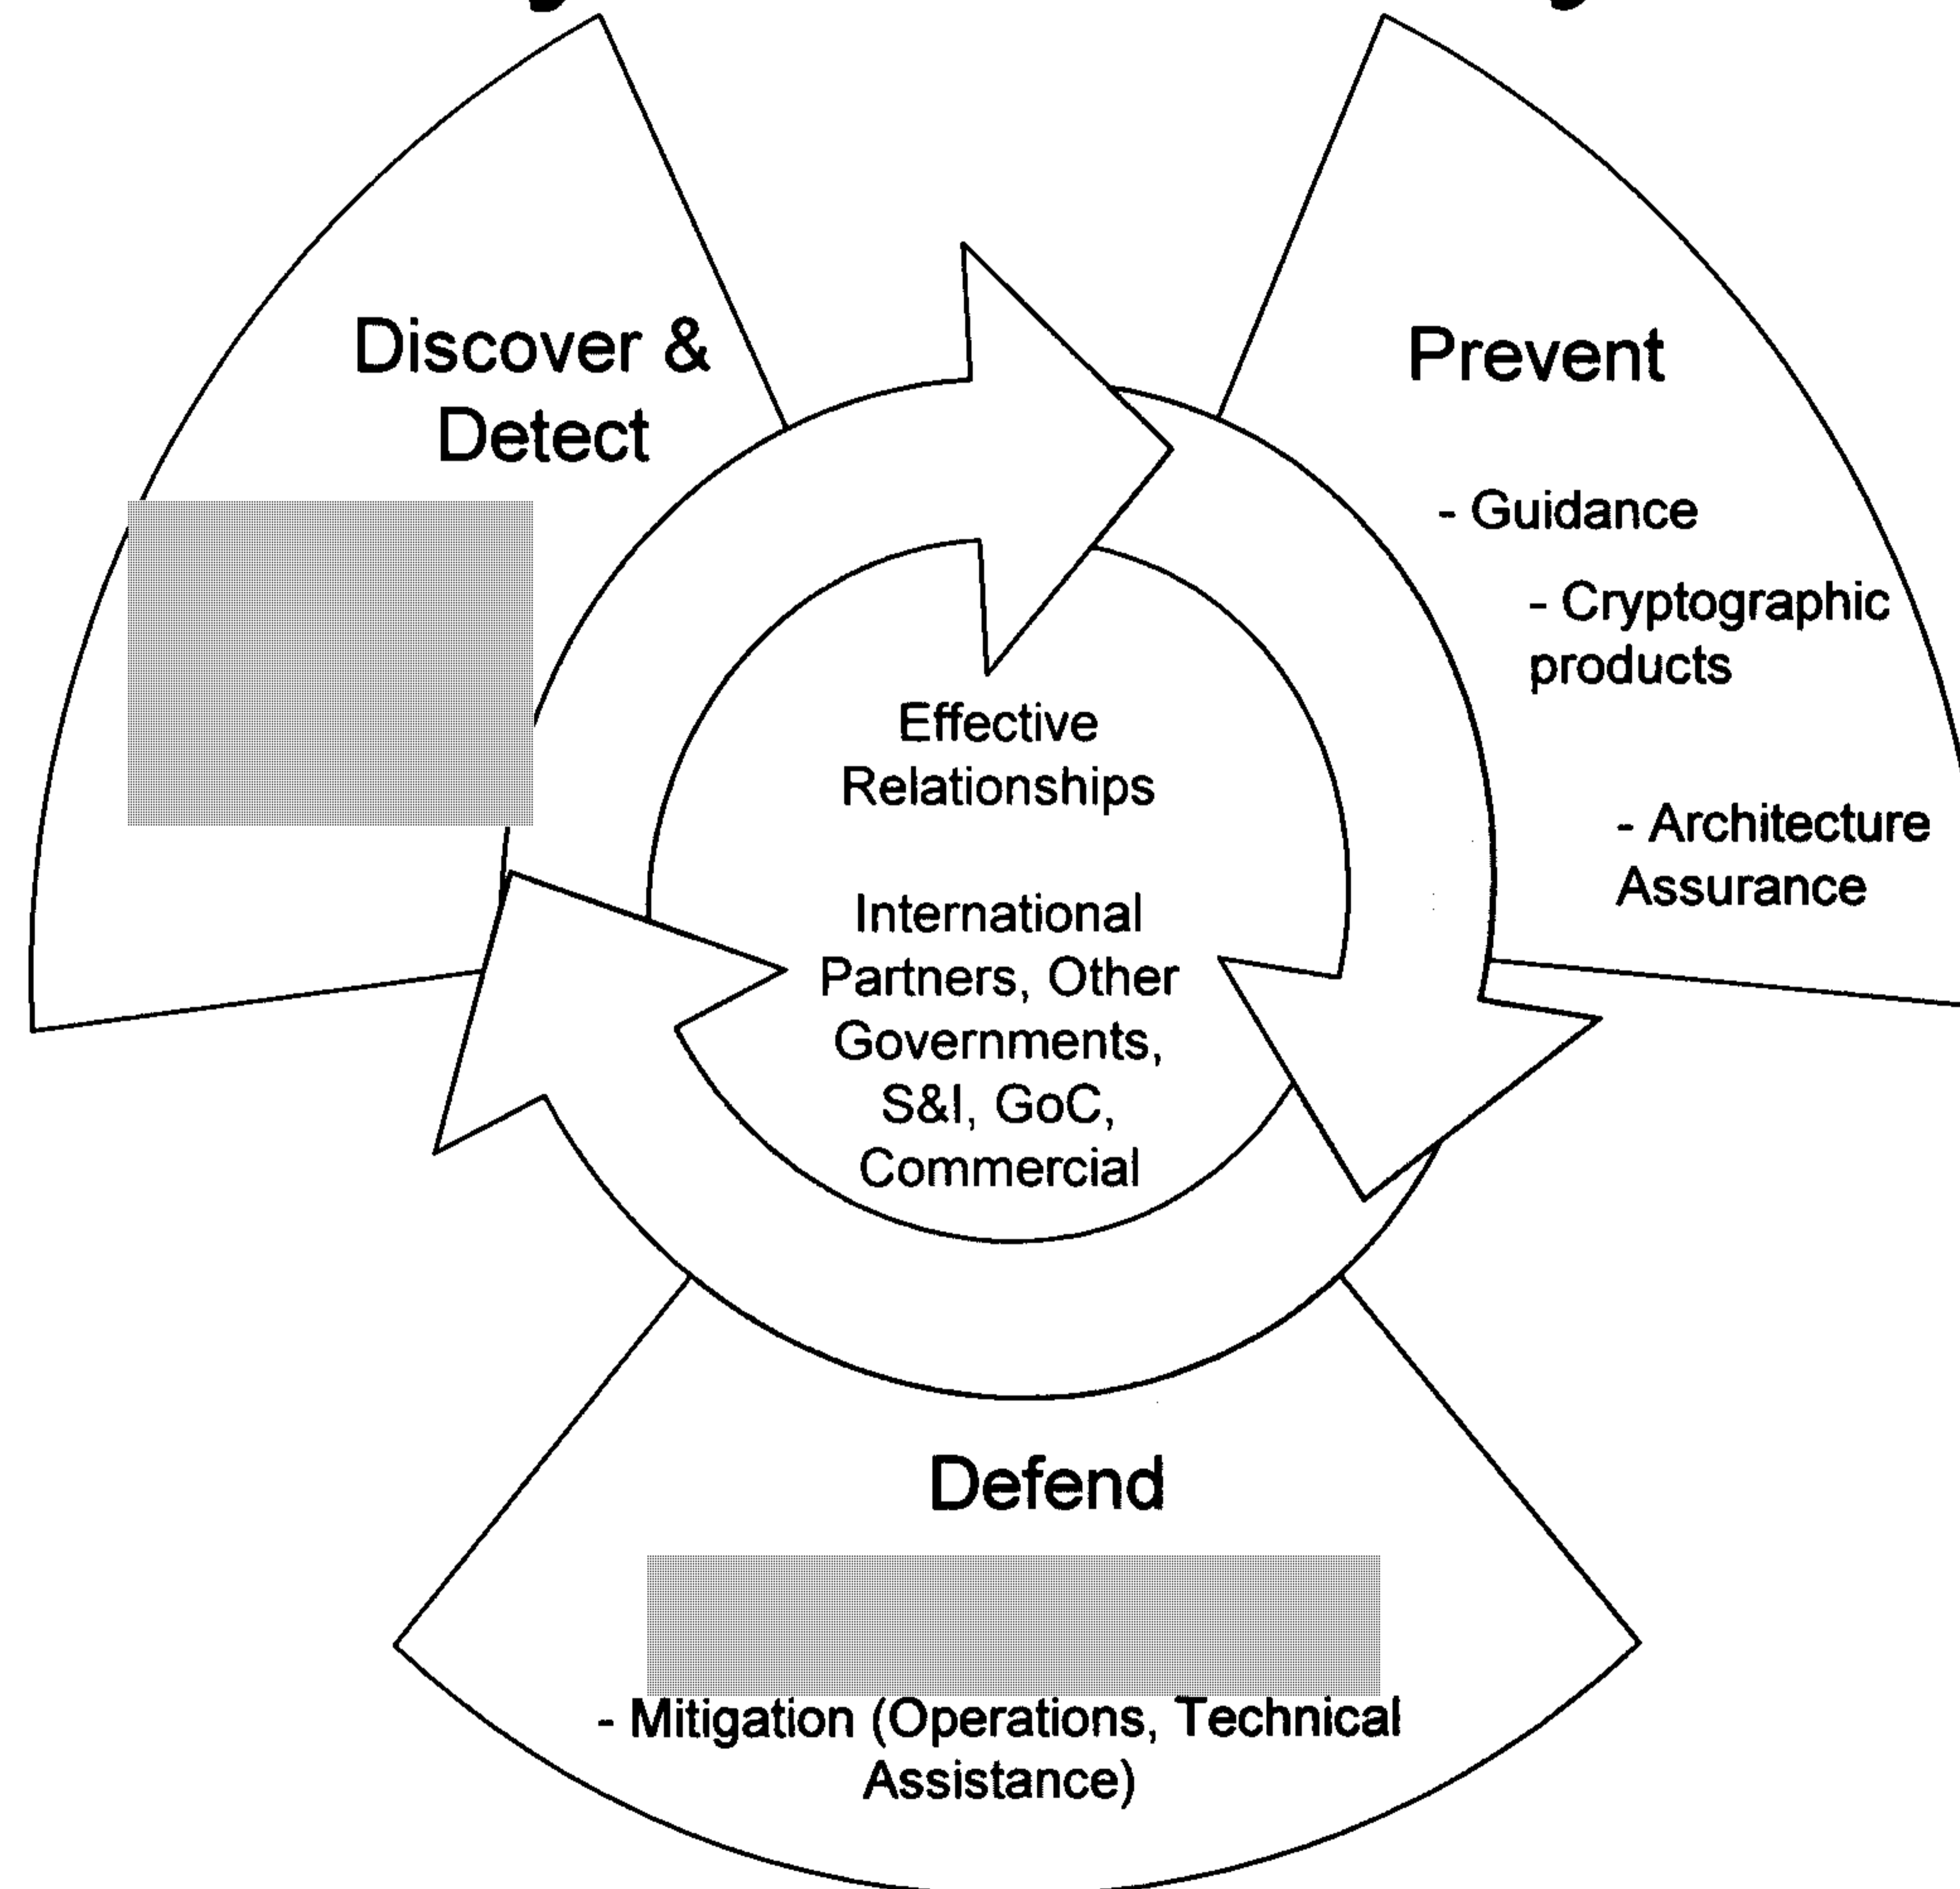 Discover &
Detect
Prevent
- Guidance
- Cryptographic
products
- Architecture
Assurance
Effective
Relationships
International
Partners, Other
Governments,
S&I, GoC,
Commercial
Defend
- Mitigation (Operations, Technical
Assistance)